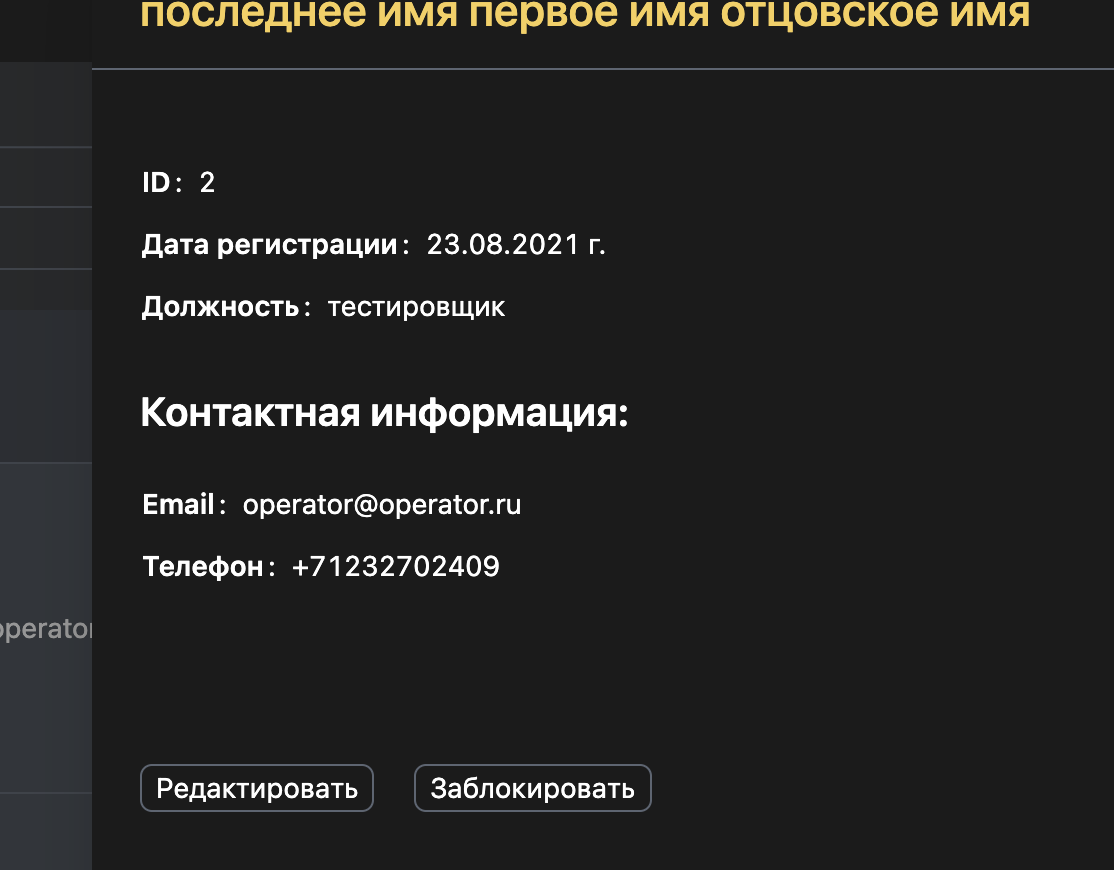 последнее имя первое имя отцовское имя
ID: 2
Дата регистрации: 23.08.2021 г.
Должность: тестировщик
Контактная информация:
Email: operator@operator.ru
Телефон: +71232702409
operator
Редактировать Заблокировать